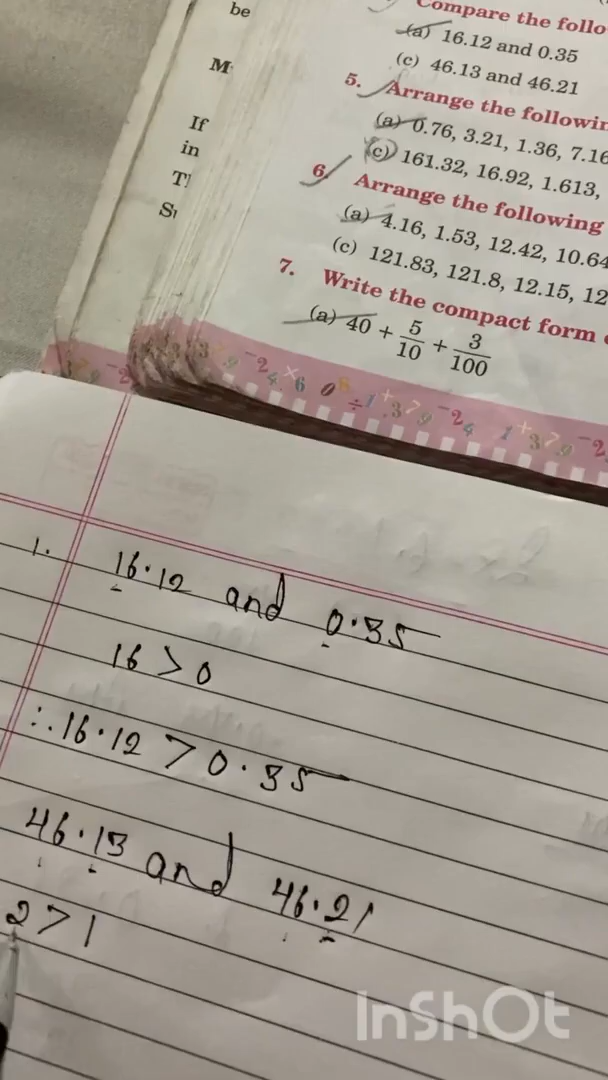 be
M
If
in
Compare the follo
(a) 16.12 and 0.35
(c) 46.13 and 46.21
5. Arrange the followin
(a) 0.76, 3.21, 1.36, 7.16
(c) 161.32, 16.92, 1.613,
6. Arrange the following
(a) 4.16, 1.53, 12.42, 10.64
(c) 121.83, 121.8, 12.15, 12
7. Write the compact form
(a) 40 + 5/10 + 3/100
1. 16.12 and 0.35
16 > 0
∴ 16.12 > 0.35
46.13 and 46.21
2 > 1
InShOt